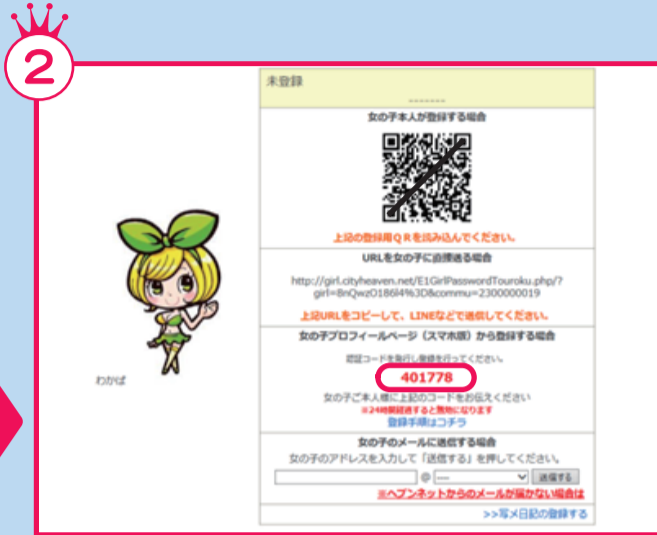 2
未登録
-------
女の子本人が登録する場合
上記の登録用QRを読み込んでください。
URLを女の子に直接送る場合
http://girl.cityheaven.net/E1GirlPasswordTouroku.php/?
girl=8nQwzO186l4%3D&commu=2300000019
上記URLをコピーして、LINEなどで送信してください。
女の子プロフィールページ(スマホ版)から登録する場合
認証コードを発行し登録を行ってください。
401778
女の子ご本人様に上記のコードをお伝えください
※24時間経過すると無効になります
登録手順はコチラ
女の子のメールに送信する場合
女の子のアドレスを入力して「送信する」を押してください。
@ ---- 送信する
※ヘブンネットからのメールが届かない場合は
>>写メ日記の登録する
わかば